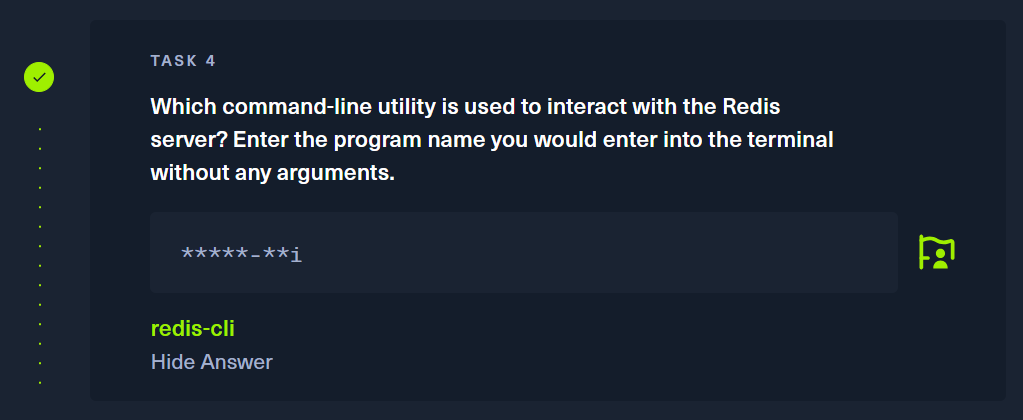 TASK 4
Which command-line utility is used to interact with the Redis
server? Enter the program name you would enter into the terminal
without any arguments.
*****-**i
redis-cli
Hide Answer